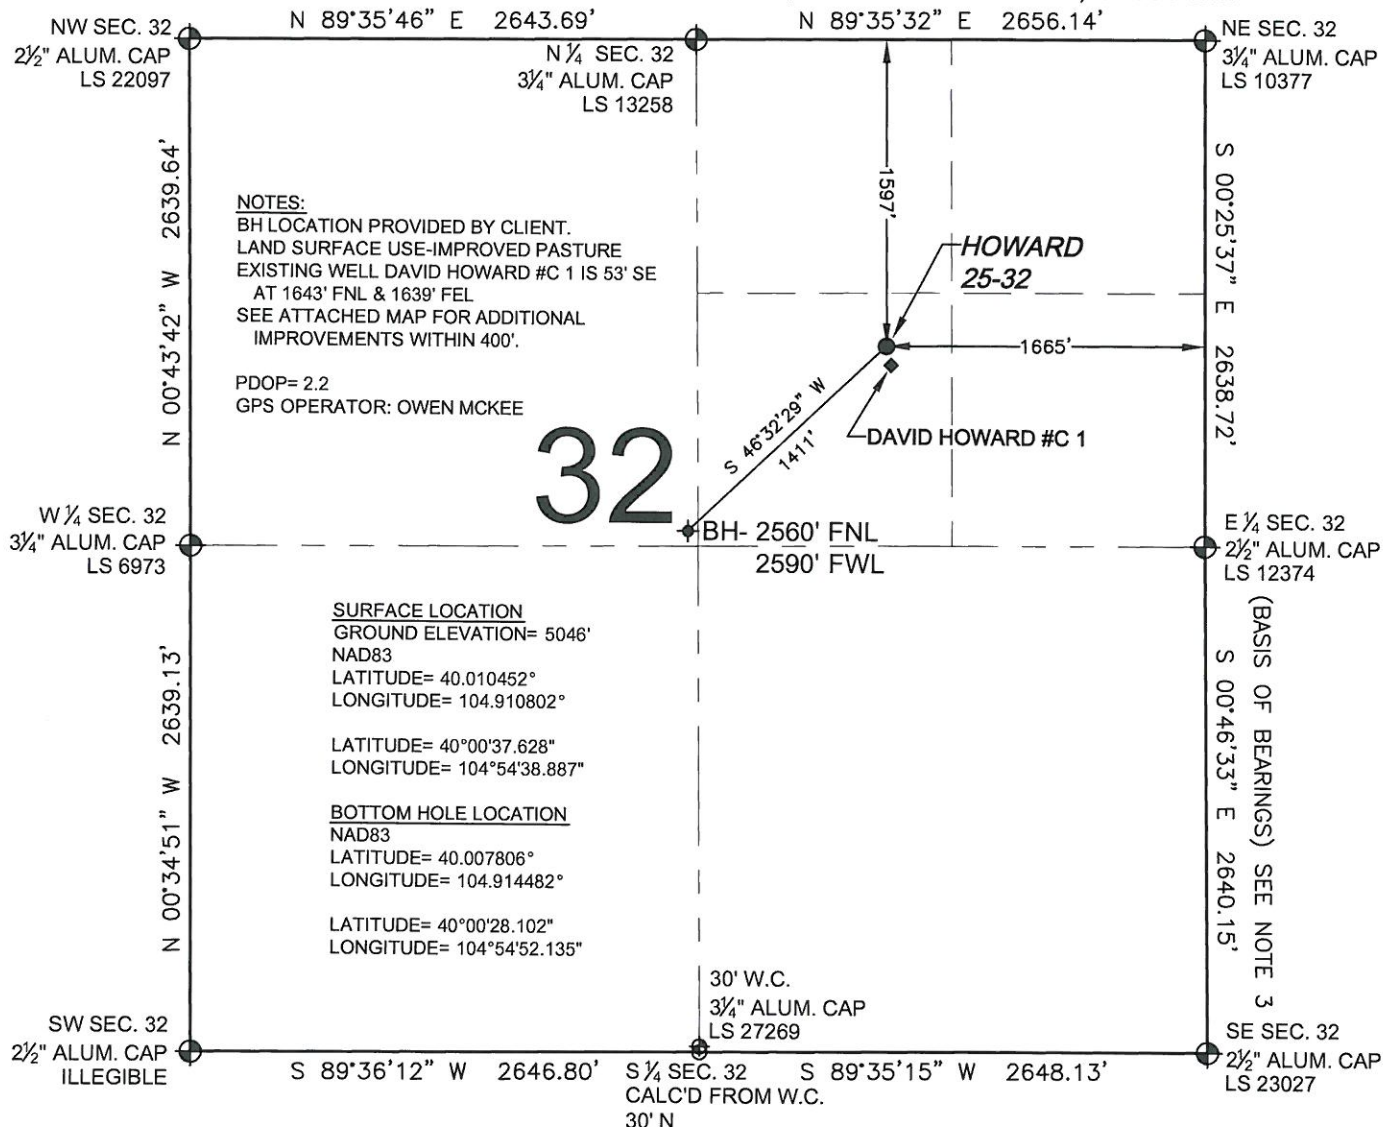 N 89°35'46" E 2643.69'
N 89°35'32" E 2656.14'
NW SEC. 32
2½" ALUM. CAP
LS 22097
N ¼ SEC. 32
3¼" ALUM. CAP
LS 13258
NE SEC. 32
3¼" ALUM. CAP
LS 10377
N 00°43'42" W 2639.64'
S 00°25'37" E 2638.72'
1597'
NOTES:
BH LOCATION PROVIDED BY CLIENT.
LAND SURFACE USE-IMPROVED PASTURE
EXISTING WELL DAVID HOWARD #C 1 IS 53' SE
AT 1643' FNL & 1639' FEL
SEE ATTACHED MAP FOR ADDITIONAL
IMPROVEMENTS WITHIN 400'.
PDOP= 2.2
GPS OPERATOR: OWEN MCKEE
HOWARD
25-32
1665'
S 46°32'29" W
1411'
DAVID HOWARD #C 1
32
BH- 2560' FNL
2590' FWL
W ¼ SEC. 32
3¼" ALUM. CAP
LS 6973
E ¼ SEC. 32
2½" ALUM. CAP
LS 12374
SURFACE LOCATION
GROUND ELEVATION= 5046'
NAD83
LATITUDE= 40.010452°
LONGITUDE= 104.910802°
LATITUDE= 40°00'37.628"
LONGITUDE= 104°54'38.887"
BOTTOM HOLE LOCATION
NAD83
LATITUDE= 40.007806°
LONGITUDE= 104.914482°
LATITUDE= 40°00'28.102"
LONGITUDE= 104°54'52.135"
N 00°34'51" W 2639.13'
S 00°46'33" E 2640.15'
(BASIS OF BEARINGS) SEE NOTE 3
30' W.C.
3¼" ALUM. CAP
LS 27269
SW SEC. 32
2½" ALUM. CAP
ILLEGIBLE
S 89°36'12" W 2646.80'
S ¼ SEC. 32
CALC'D FROM W.C.
30' N
S 89°35'15" W 2648.13'
SE SEC. 32
2½" ALUM. CAP
LS 23027